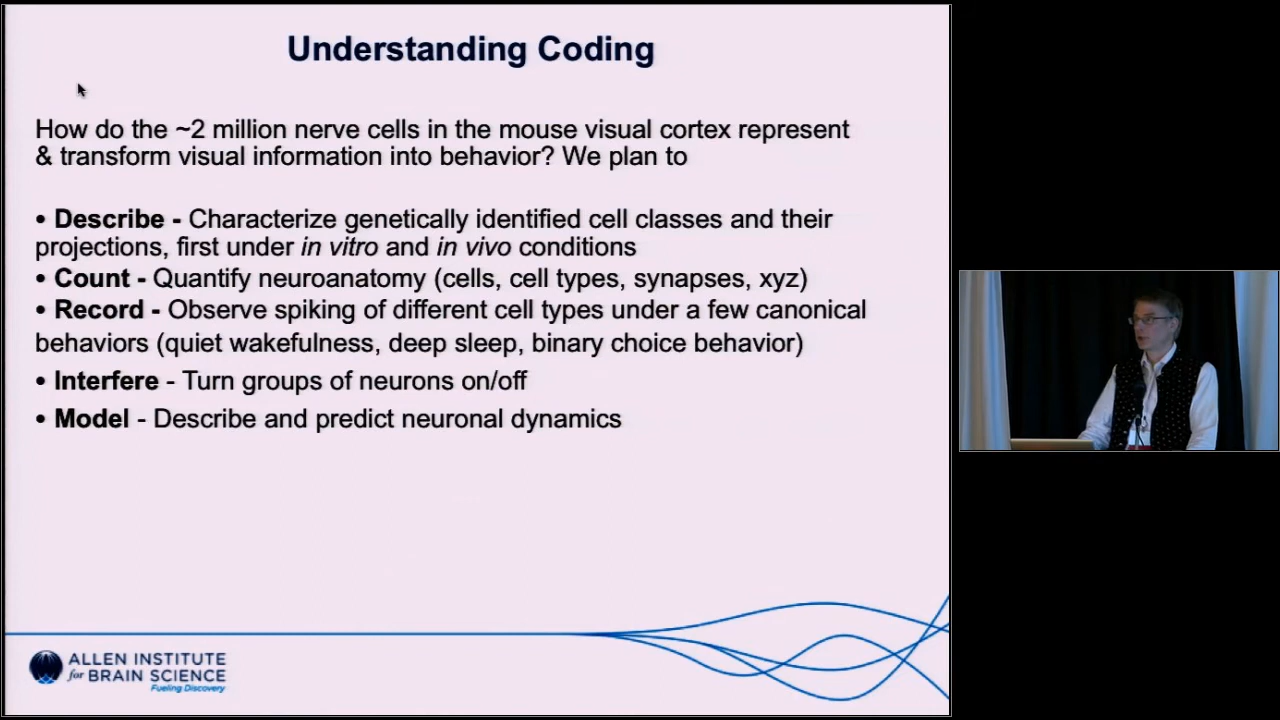 Understanding Coding
How do the ~2 million nerve cells in the mouse visual cortex represent
& transform visual information into behavior? We plan to
• Describe - Characterize genetically identified cell classes and their
projections, first under in vitro and in vivo conditions
• Count - Quantify neuroanatomy (cells, cell types, synapses, xyz)
• Record - Observe spiking of different cell types under a few canonical
behaviors (quiet wakefulness, deep sleep, binary choice behavior)
• Interfere - Turn groups of neurons on/off
• Model - Describe and predict neuronal dynamics
ALLEN INSTITUTE
for BRAIN SCIENCE
Fueling Discovery